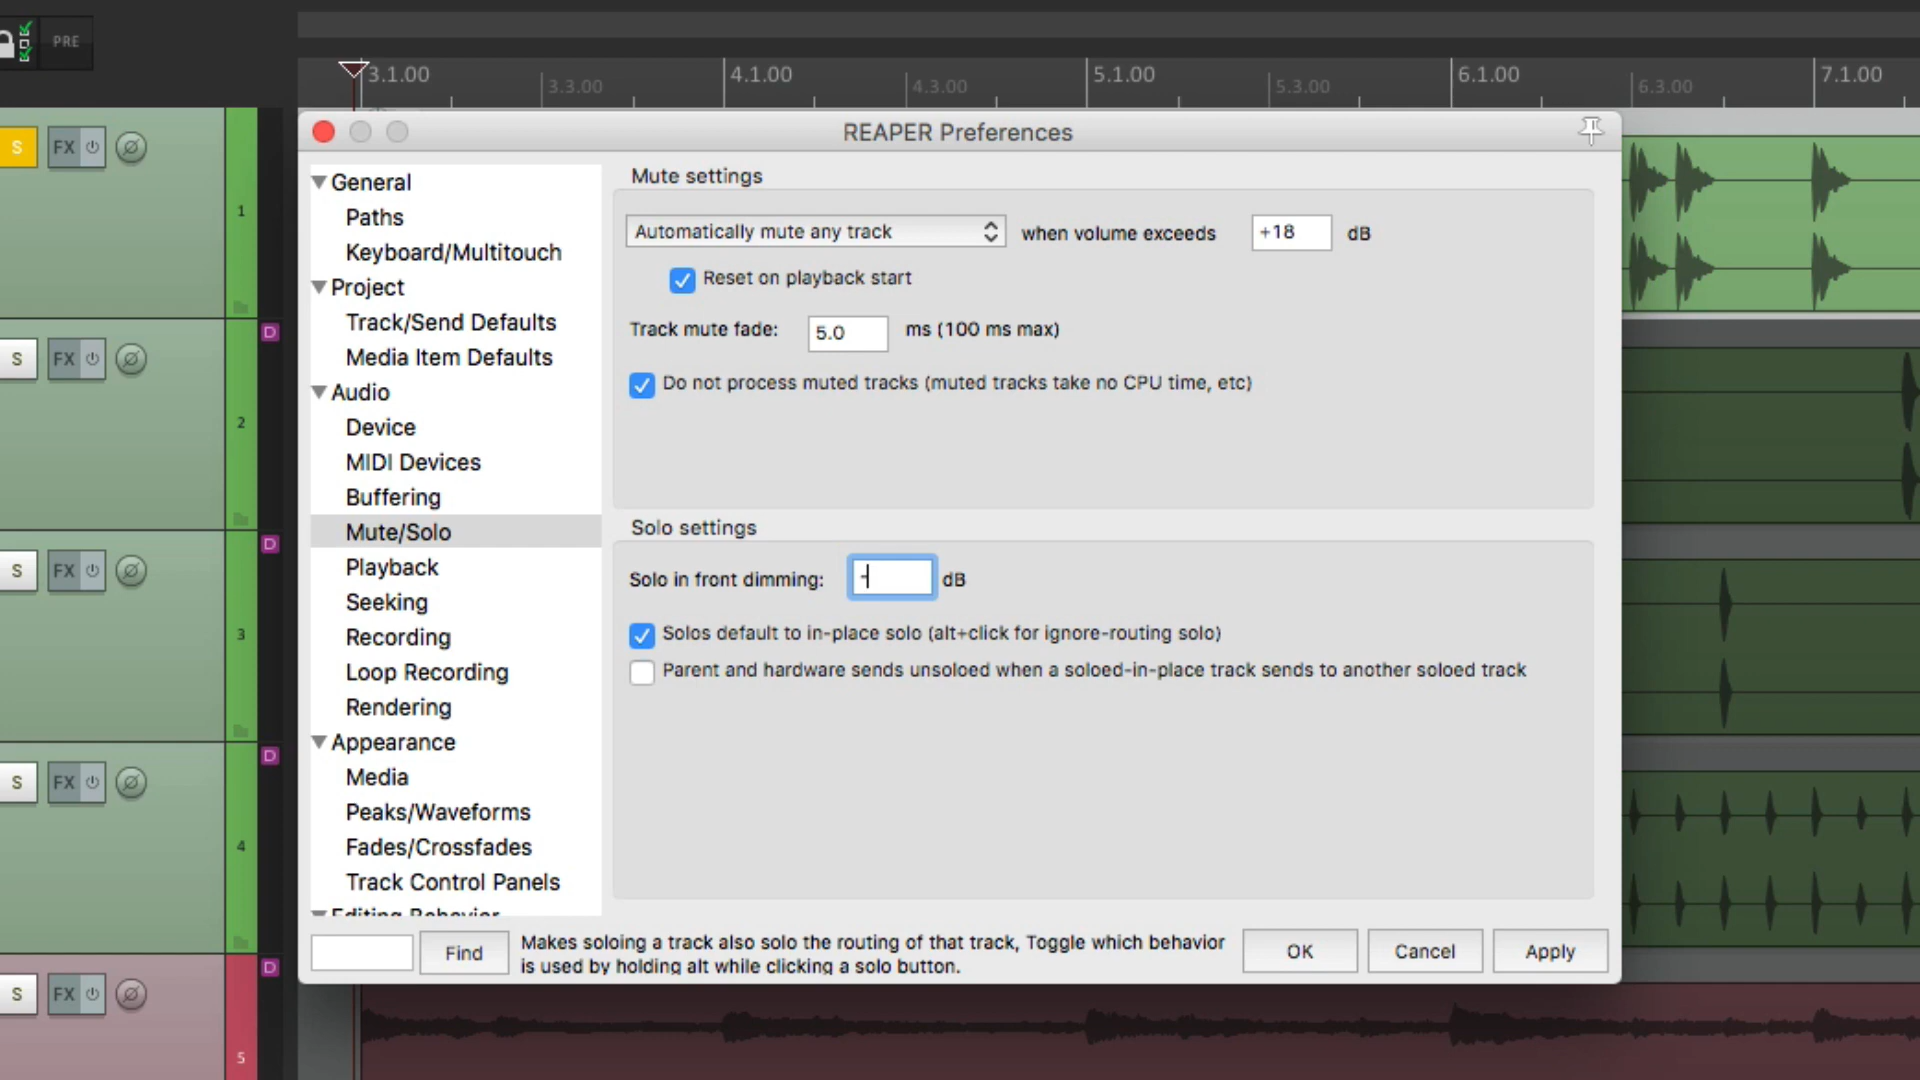 PRE
3.1.00
3.3.00
4.1.00
4.3.00
5.1.00
5.3.00
6.1.00
6.3.00
7.1.00
REAPER Preferences
General
Paths
Keyboard/Multitouch
Project
Track/Send Defaults
Media Item Defaults
Audio
Device
MIDI Devices
Buffering
Mute/Solo
Playback
Seeking
Recording
Loop Recording
Rendering
Appearance
Media
Peaks/Waveforms
Fades/Crossfades
Track Control Panels
Editing Behavior
Find
Mute settings
Automatically mute any track when volume exceeds +18 dB
Reset on playback start
Track mute fade: 5.0 ms (100 ms max)
Do not process muted tracks (muted tracks take no CPU time, etc)
Solo settings
Solo in front dimming: - dB
Solos default to in-place solo (alt+click for ignore-routing solo)
Parent and hardware sends unsoloed when a soloed-in-place track sends to another soloed track
Makes soloing a track also solo the routing of that track, Toggle which behavior
is used by holding alt while clicking a solo button.
OK
Cancel
Apply
S FX
1
D
S FX
2
D
S FX
3
D
S FX
4
D
S FX
5